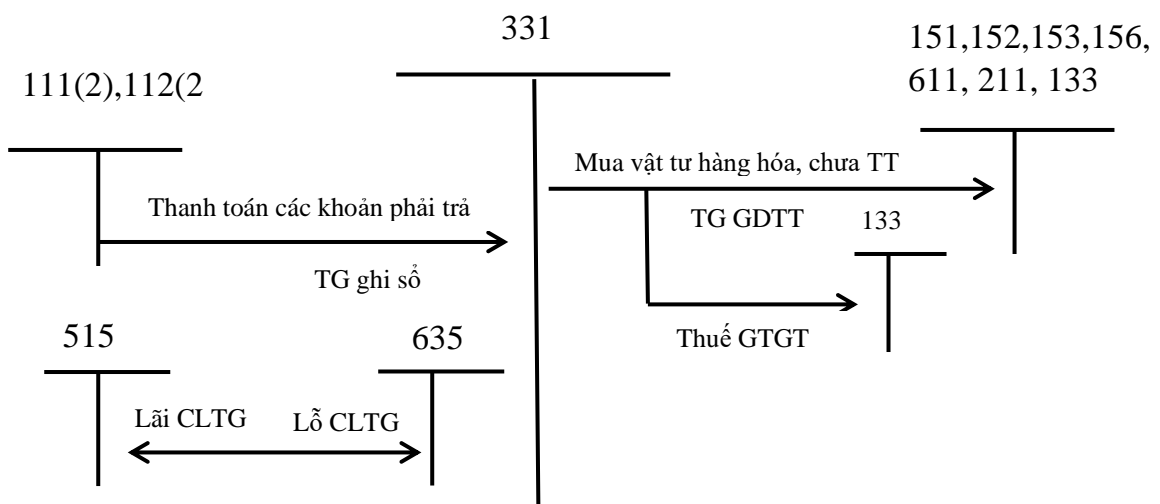 331
151,152,153,156,
611, 211, 133
111(2),112(2
Mua vật tư hàng hóa, chưa TT
Thanh toán các khoản phải trả
TG GDTT
133
TG ghi sổ
Thuế GTGT
515
635
Lãi CLTG
Lỗ CLTG